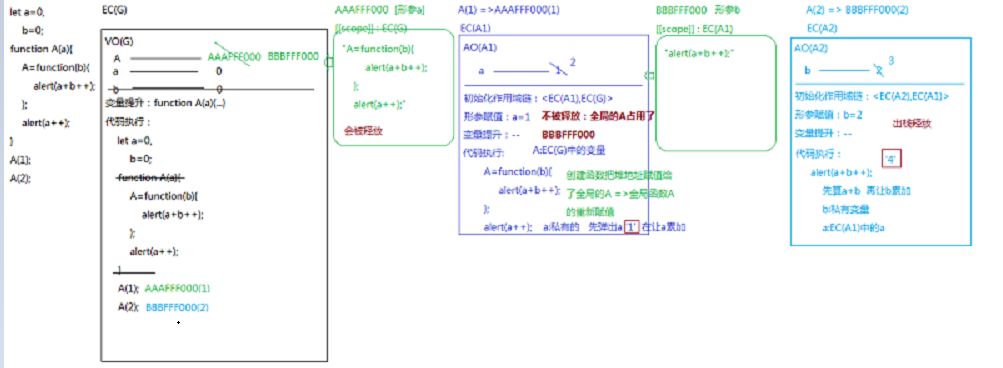 let a=0,
b=0;
function A(a){
A=function(b){
alert(a+b++);
};
alert(a++);
}
A(1);
A(2);
EC(G)
VO(G)
A AAAFFF000 BBBFFF000
a 0
b 0
变量提升：function A(a){...}
代码执行：
let a=0,
b=0;
function A(a){
A=function(b){
alert(a+b++);
};
alert(a++);
}
A(1); AAAFFF000(1)
A(2); BBBFFF000(2)
AAAFFF000 [形参a]
[[scope]]：EC(G)
"A=function(b){
alert(a+b++);
};
alert(a++);"
会被释放
A(1) =>AAAFFF000(1)
EC(A1)
AO(A1)
a 1 2
初始化作用域链：<EC(A1),EC(G)>
形参赋值：a=1 不被释放：全局的A占用了
变量提升：-- BBBFFF000
代码执行: A:EC(G)中的变量
A=function(b){ 创建函数把堆地址赋值给
alert(a+b++); 了全局的A =>全局函数A
}; 的重新赋值
alert(a++); a:私有的 先弹出a '1' 在让a累加
BBBFFF000 形参b
[[scope]]：EC(A1)
"alert(a+b++);"
A(2) => BBBFFF000(2)
EC(A2)
AO(A2)
b 2 3
初始化作用域链：<EC(A2),EC(A1)>
形参赋值：b=2 出栈释放
变量提升：--
代码执行： '4'
alert(a+b++);
先算a+b 再让b累加
b:私有变量
a:EC(A1)中的a